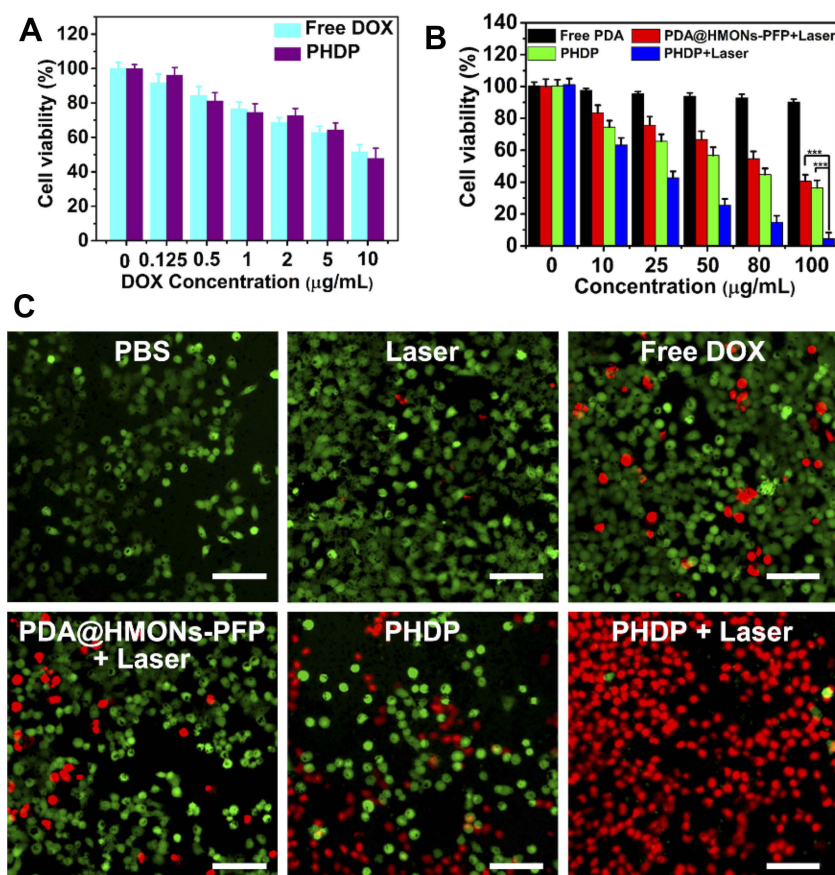 A
Free DOX
PHDP
Cell viability (%)
120
100
80
60
40
20
0
0 0.125 0.5 1 2 5 10
DOX Concentration (μg/mL)
B
Free PDA PDA@HMONs-PFP+Laser
PHDP PHDP+Laser
Cell viability (%)
140
120
100
80
60
40
20
0
***
***
0 10 25 50 80 100
Concentration (μg/mL)
C
PBS
Laser
Free DOX
PDA@HMONs-PFP
+ Laser
PHDP
PHDP + Laser